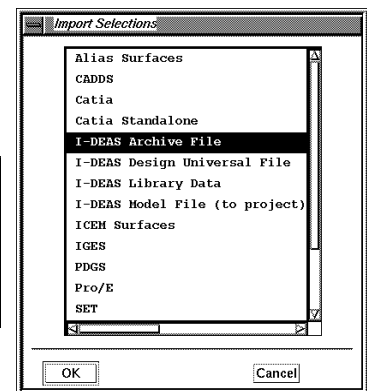 Import Selections
Alias Surfaces
CADDS
Catia
Catia Standalone
I-DEAS Archive File
I-DEAS Design Universal File
I-DEAS Library Data
I-DEAS Model File (to project)
ICEM Surfaces
IGES
PDGS
Pro/E
SET
OK
Cancel